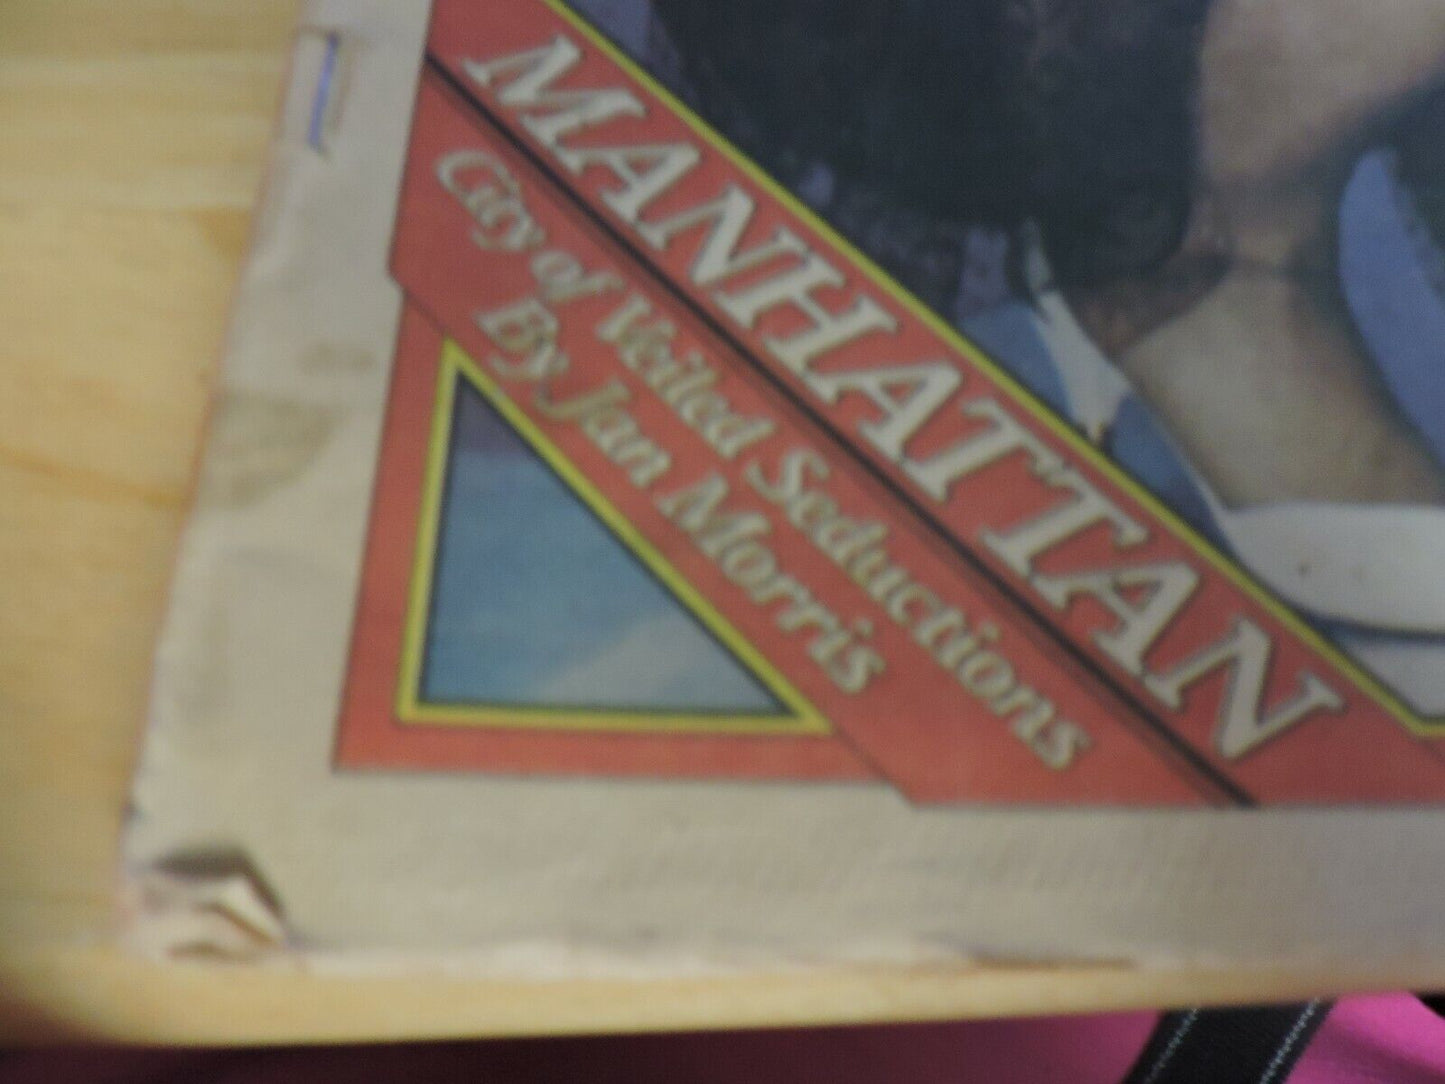 MANHATTAN
City of Veiled Seductions
By Jan Morris